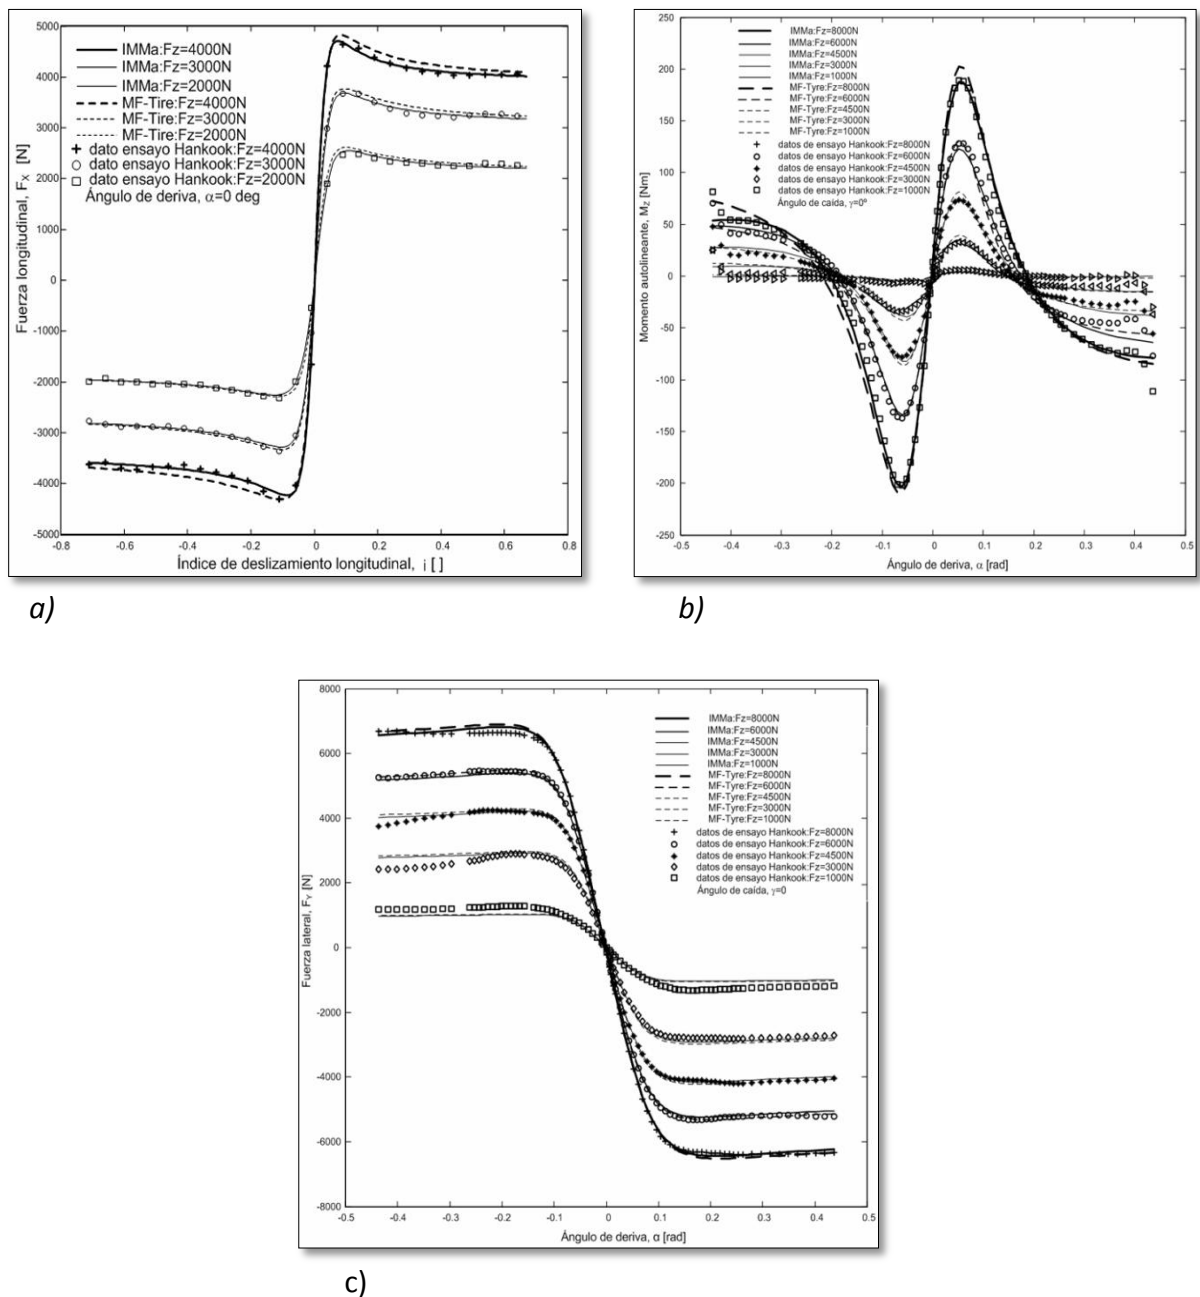 5000
4000
3000
2000
1000
0
-1000
-2000
-3000
-4000
-5000
Fuerza longitudinal, FX [N]
IMMa:Fz=4000N
IMMa:Fz=3000N
IMMa:Fz=2000N
MF-Tire:Fz=4000N
MF-Tire:Fz=3000N
MF-Tire:Fz=2000N
dato ensayo Hankook:Fz=4000N
dato ensayo Hankook:Fz=3000N
dato ensayo Hankook:Fz=2000N
Ángulo de deriva, α=0 deg
-0.8 -0.6 -0.4 -0.2 0 0.2 0.4 0.6 0.8
Índice de deslizamiento longitudinal, i [ ]
a)
250
200
150
100
50
0
-50
-100
-150
-200
-250
Momento autolineante, MZ [Nm]
IMMa:Fz=8000N
IMMa:Fz=6000N
IMMa:Fz=4500N
IMMa:Fz=3000N
IMMa:Fz=1000N
MF-Tyre:Fz=8000N
MF-Tyre:Fz=6000N
MF-Tyre:Fz=4500N
MF-Tyre:Fz=3000N
MF-Tyre:Fz=1000N
datos de ensayo Hankook:Fz=8000N
datos de ensayo Hankook:Fz=6000N
datos de ensayo Hankook:Fz=4500N
datos de ensayo Hankook:Fz=3000N
datos de ensayo Hankook:Fz=1000N
Ángulo de caída, γ=0º
-0.5 -0.4 -0.3 -0.2 -0.1 0 0.1 0.2 0.3 0.4 0.5
Ángulo de deriva, α [rad]
b)
8000
6000
4000
2000
0
-2000
-4000
-6000
-8000
Fuerza lateral, FY [N]
IMMa:Fz=8000N
IMMa:Fz=6000N
IMMa:Fz=4500N
IMMa:Fz=3000N
IMMa:Fz=1000N
MF-Tyre:Fz=8000N
MF-Tyre:Fz=6000N
MF-Tyre:Fz=4500N
MF-Tyre:Fz=3000N
MF-Tyre:Fz=1000N
datos de ensayo Hankook:Fz=8000N
datos de ensayo Hankook:Fz=6000N
datos de ensayo Hankook:Fz=4500N
datos de ensayo Hankook:Fz=3000N
datos de ensayo Hankook:Fz=1000N
Ángulo de caída, γ=0
-0.5 -0.4 -0.3 -0.2 -0.1 0 0.1 0.2 0.3 0.4 0.5
Ángulo de deriva, α [rad]
c)